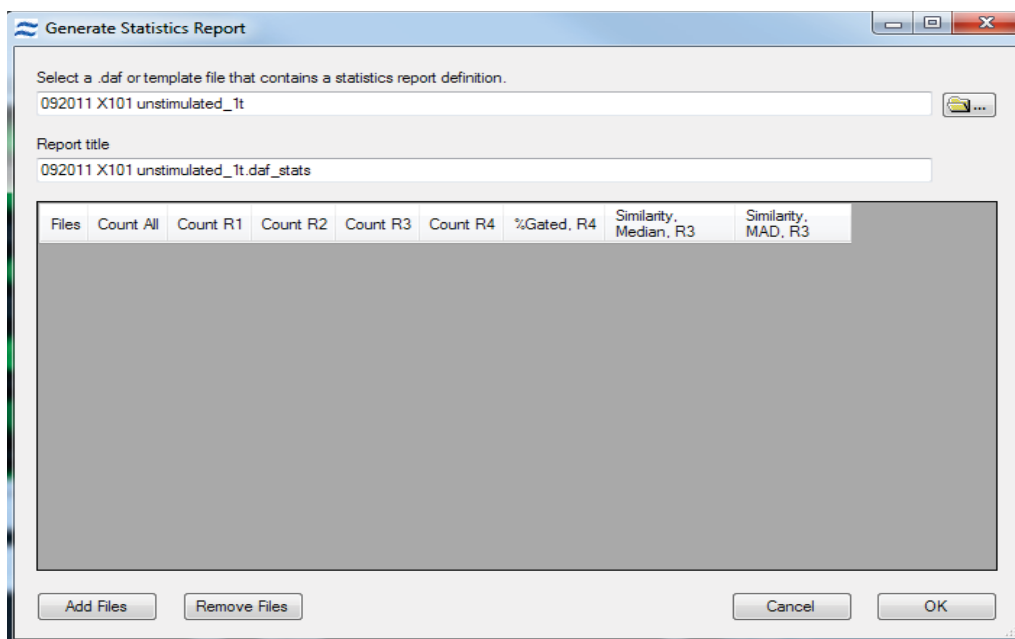 Generate Statistics Report
Select a .daf or template file that contains a statistics report definition.
092011 X101 unstimulated_1t
...
Report title
092011 X101 unstimulated_1t.daf_stats
Files Count All Count R1 Count R2 Count R3 Count R4 %Gated, R4 Similarity, Median, R3 Similarity, MAD, R3
Add Files Remove Files Cancel OK